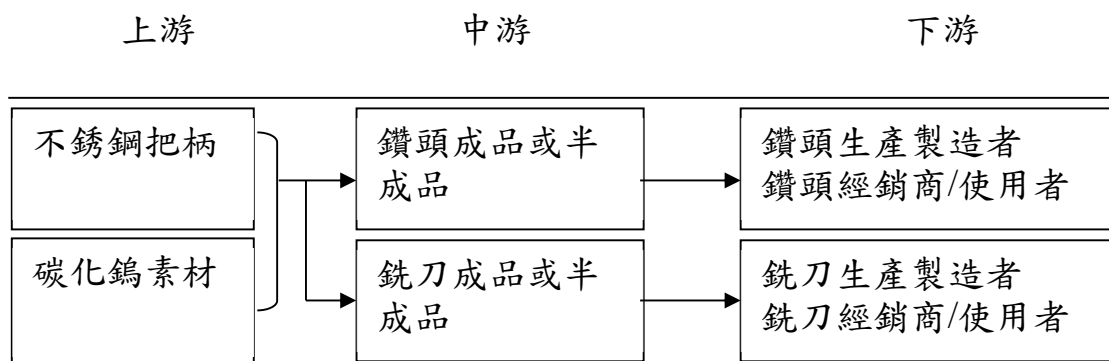 上游 中游 下游
不銹鋼把柄
碳化鎢素材
鑽頭成品或半
成品
銑刀成品或半
成品
鑽頭生產製造者
鑽頭經銷商/使用者
銑刀生產製造者
銑刀經銷商/使用者